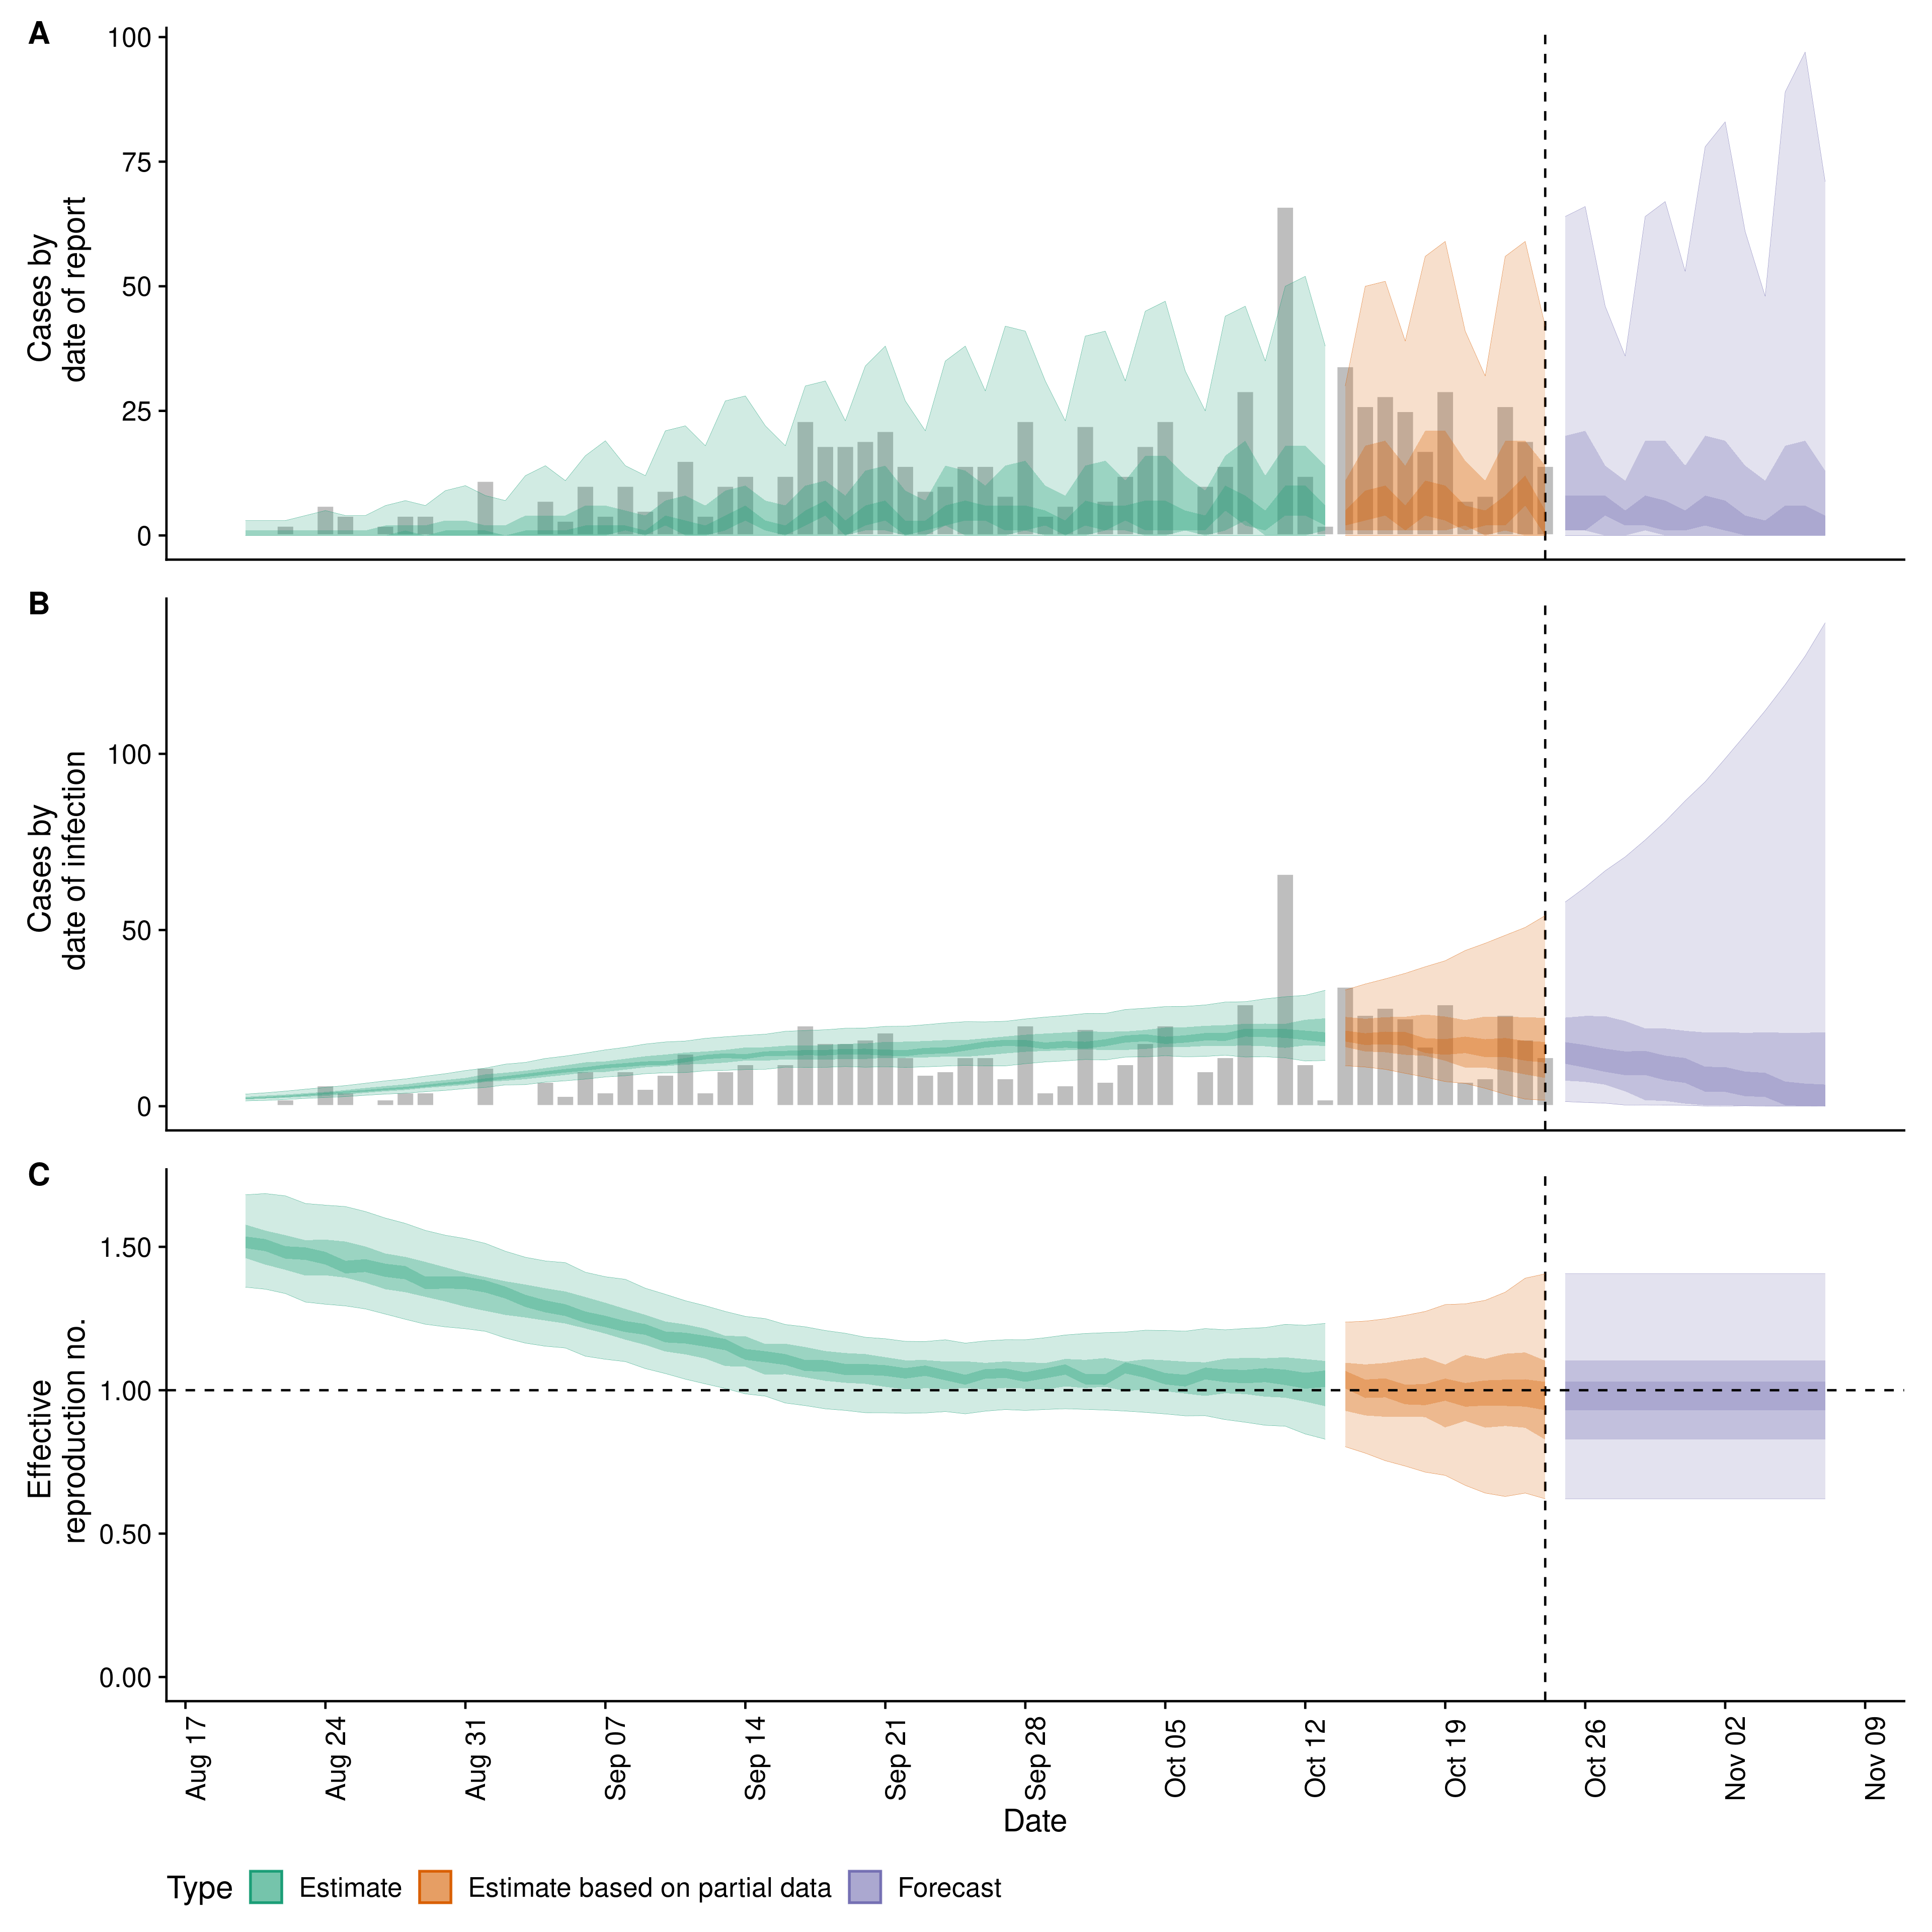 A
Cases by
date of report
100
75
50
25
0
B
Cases by
date of infection
100
50
0
C
Effective
reproduction no.
1.50
1.00
0.50
0.00
Aug 17
Aug 24
Aug 31
Sep 07
Sep 14
Sep 21
Sep 28
Oct 05
Oct 12
Oct 19
Oct 26
Nov 02
Nov 09
Date
Type Estimate Estimate based on partial data Forecast